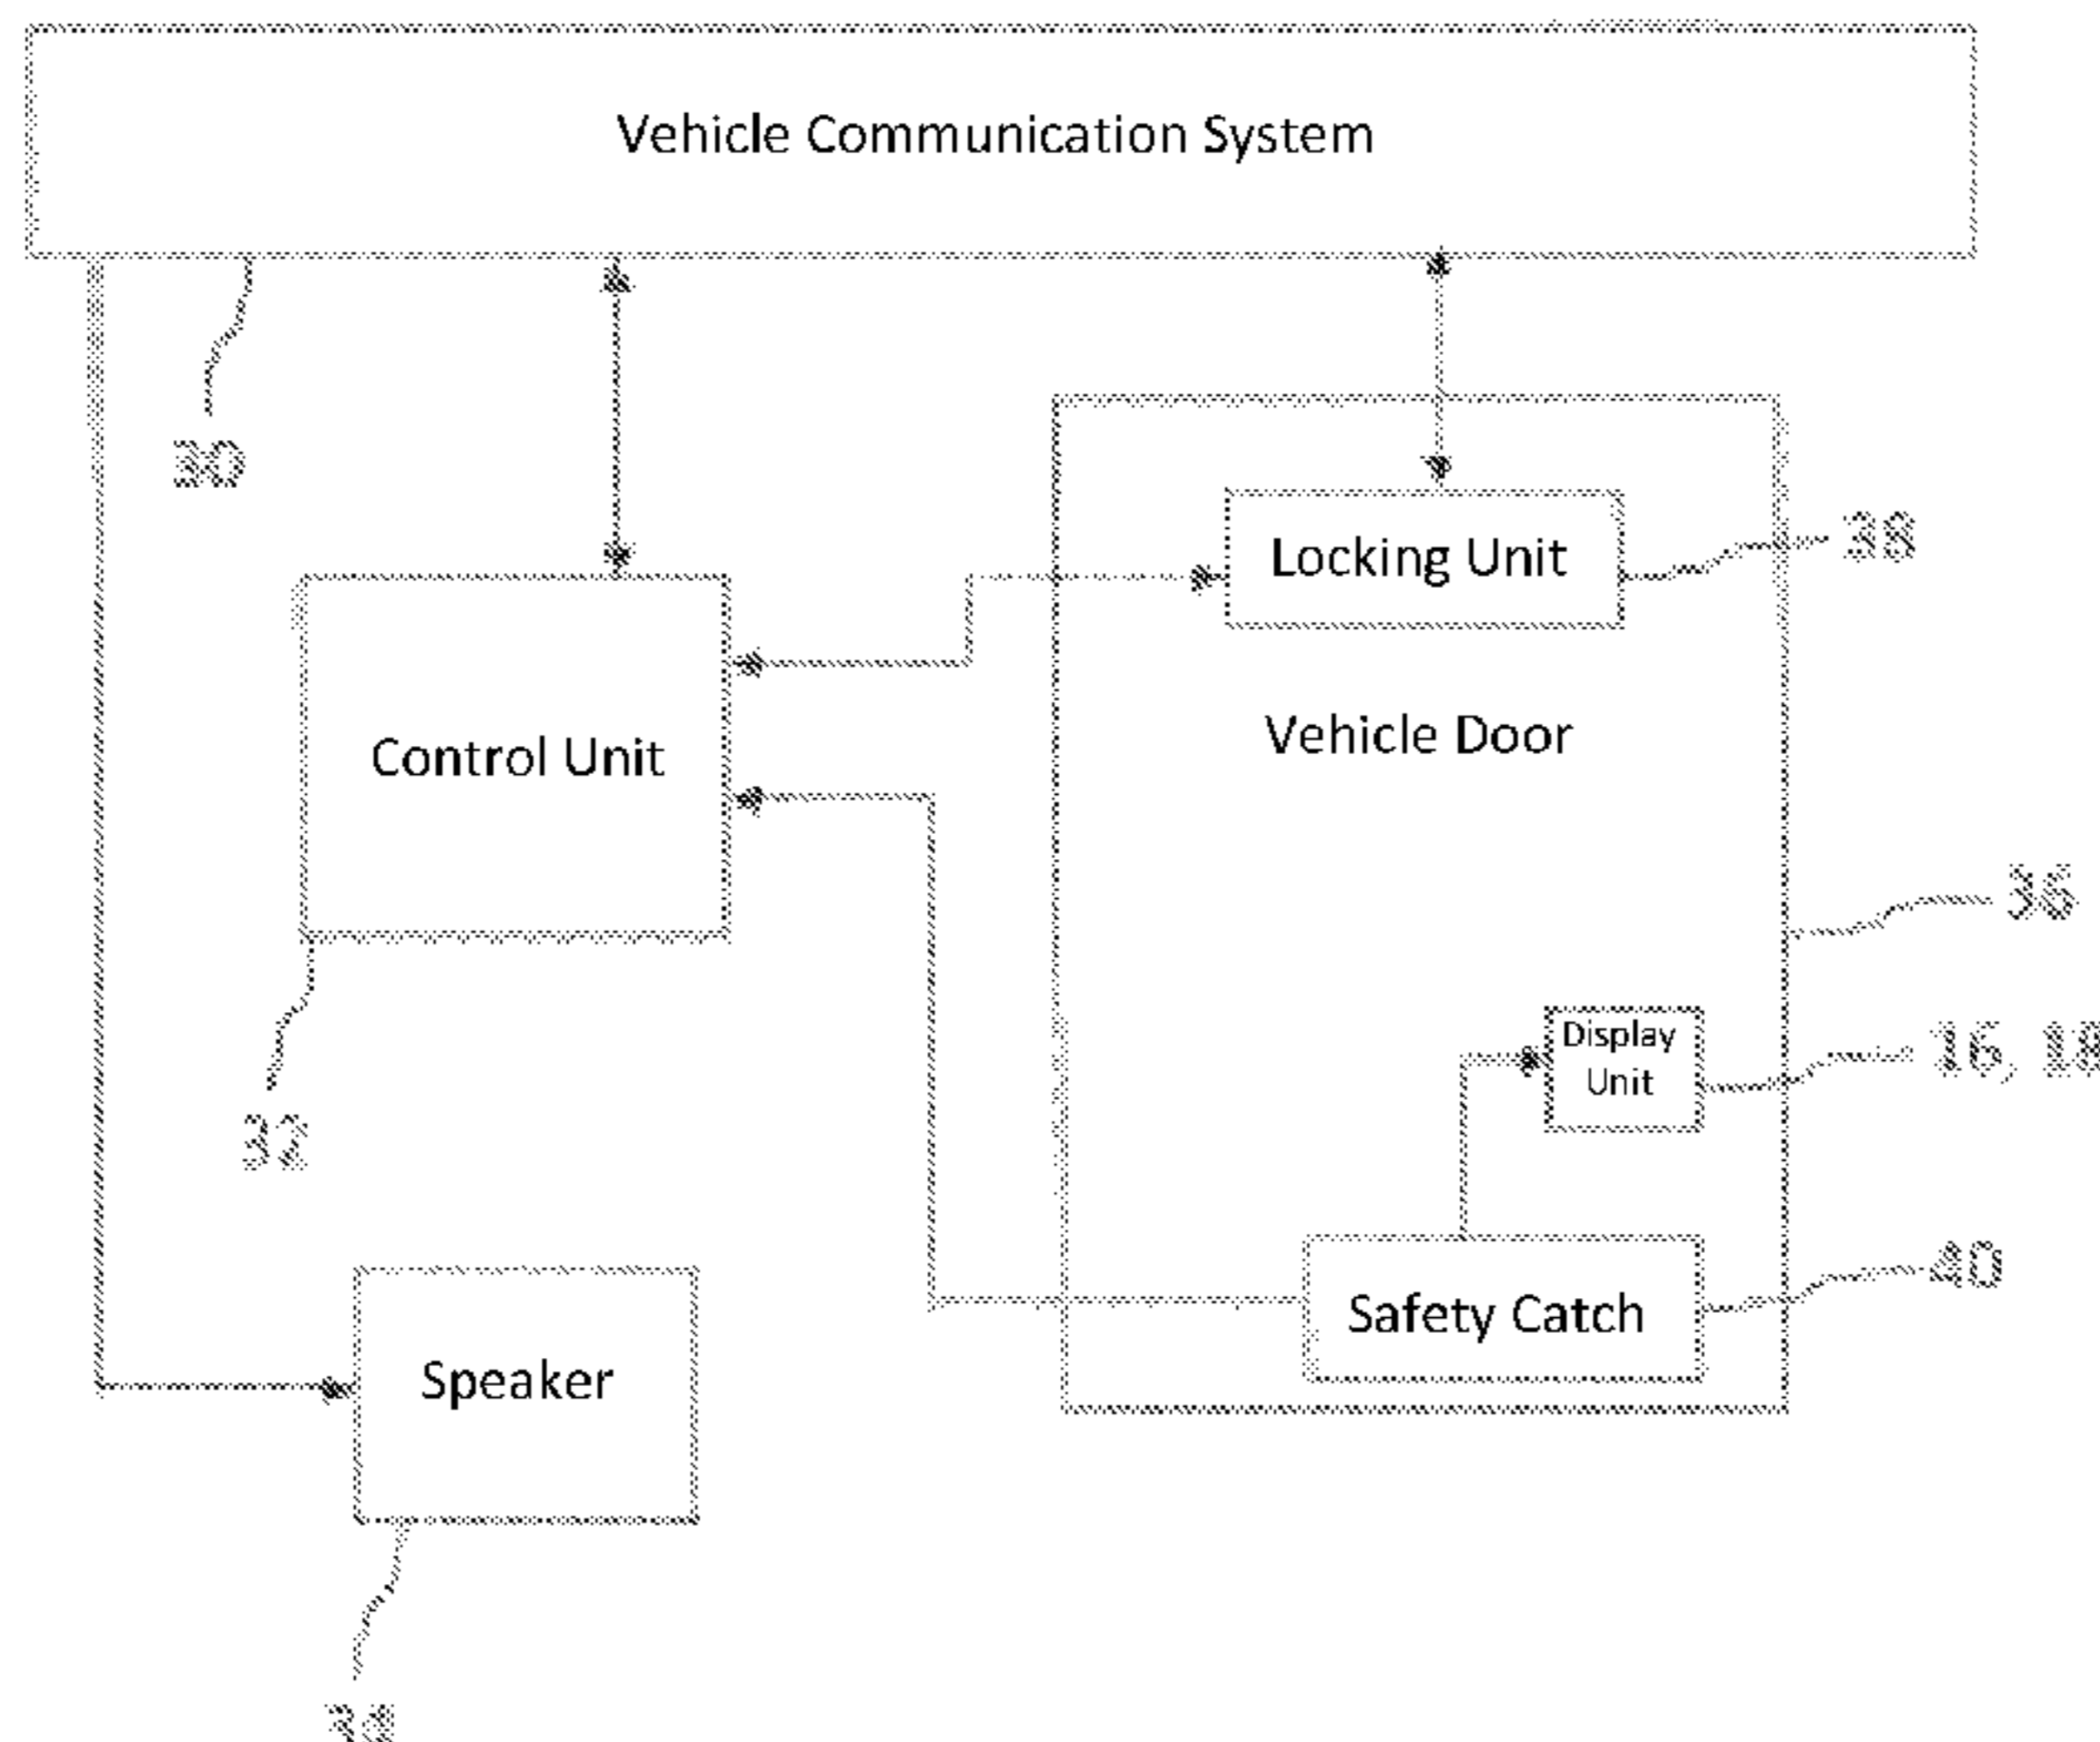 Vehicle Communication System
30
Locking Unit
38
Vehicle Door
Control Unit
36
Display
Unit
16, 18
32
40
Safety Catch
Speaker
34